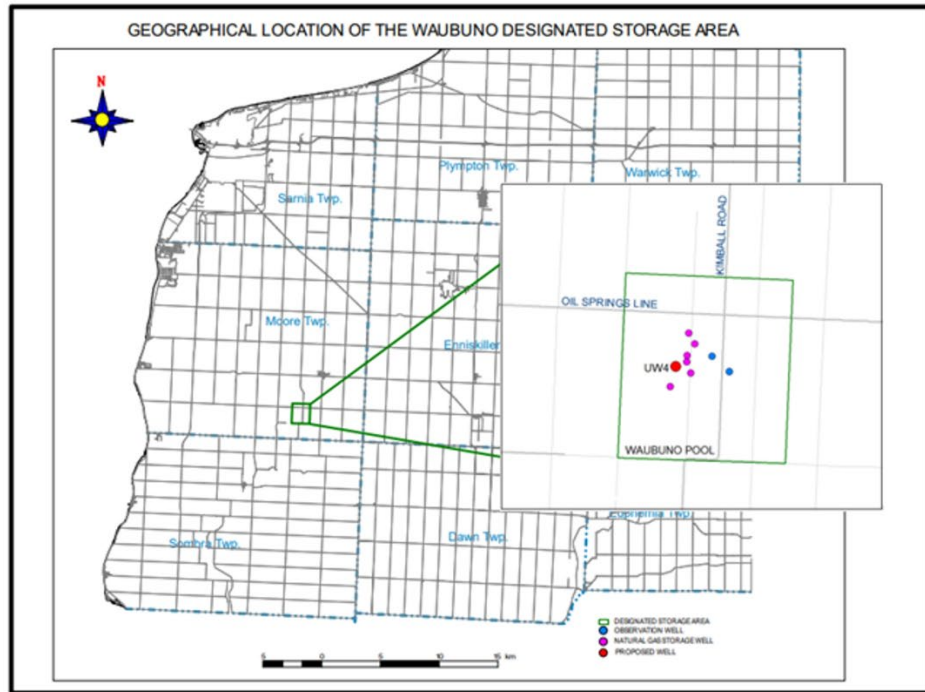 GEOGRAPHICAL LOCATION OF THE WAUBUNO DESIGNATED STORAGE AREA
N
Plympton Twp.
Warwick Twp.
Sarnia Twp.
KIMBALL ROAD
OIL SPRINGS LINE
Moore Twp.
Enniskillen
UW4
WAUBUNO POOL
Euphemia Twp.
Sombra Twp.
Dawn Twp.
DESIGNATED STORAGE AREA
OBSERVATION WELL
NATURAL GAS STORAGE WELL
PROPOSED WELL
5 0 5 10 15 km